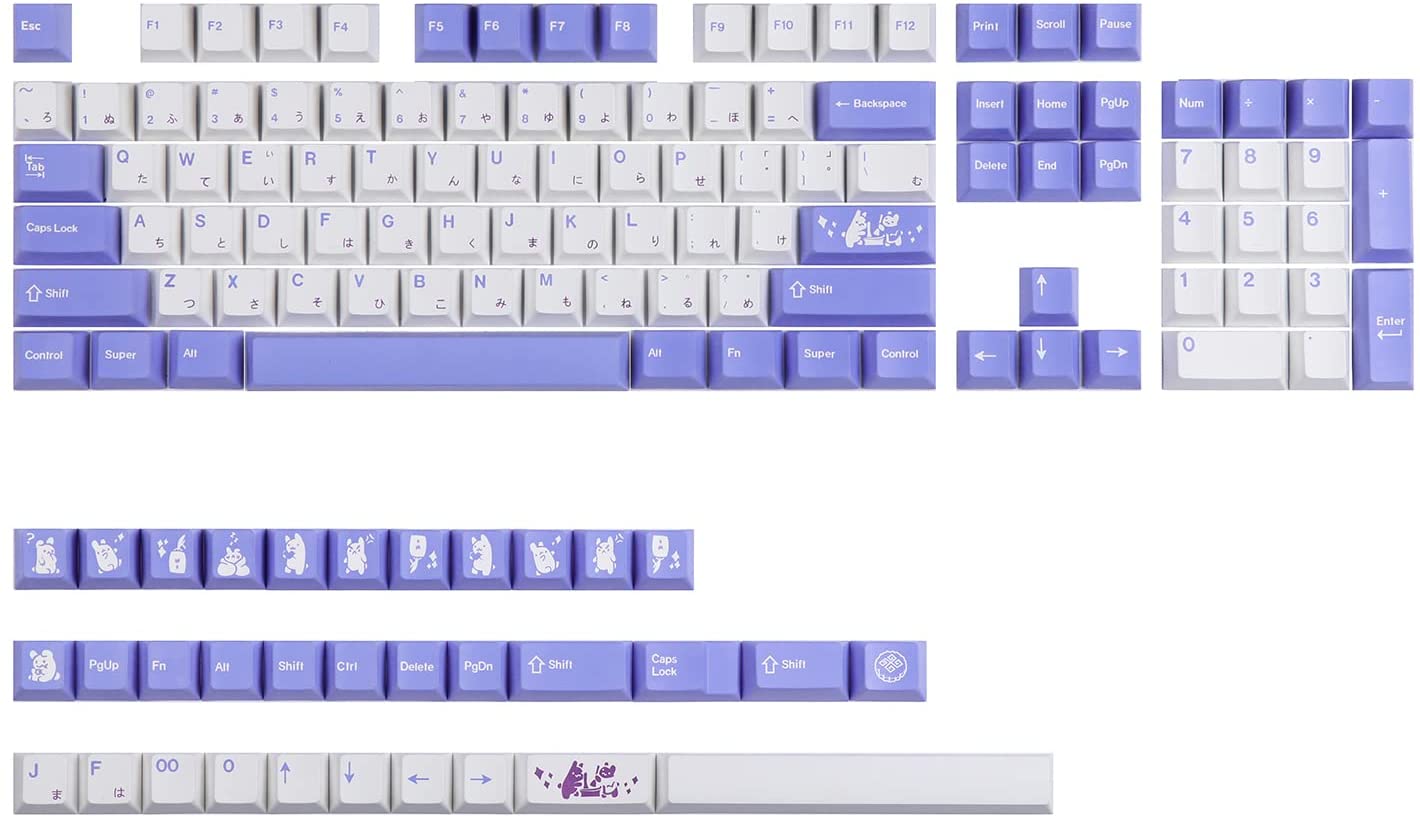 Esc F1 F2 F3 F4 F5 F6 F7 F8 F9 F10 F11 F12 Print Scroll Pause
~ ` ろ ! 1 ぬ @ 2 ふ # 3 あ $ 4 う % 5 え ^ 6 お & 7 や * 8 ゆ ( 9 よ ) 0 わ — _ ほ + = へ ← Backspace Insert Home PgUp Num ÷ × -
Tab Q た W て E ぃ い R す T か Y ん U な I に O ら P せ { 「 [ ゛ } 」 ] ゜ | \ む Delete End PgDn 7 8 9 +
Caps Lock A ち S と D し F は G き H く J ま K の L り : ; れ " ' け 4 5 6
⇧ Shift Z つ X さ C そ V ひ B こ N み M も < , ね > 。 . る ? ・ / め ⇧ Shift ↑ 1 2 3 Enter
Control Super Alt Alt Fn Super Control ← ↓ → 0 .
? z z z
PgUp Fn Alt Shift Ctrl Delete PgDn ⇧ Shift Caps Lock ⇧ Shift
J ま F は 00 0 ↑ ↓ ← →